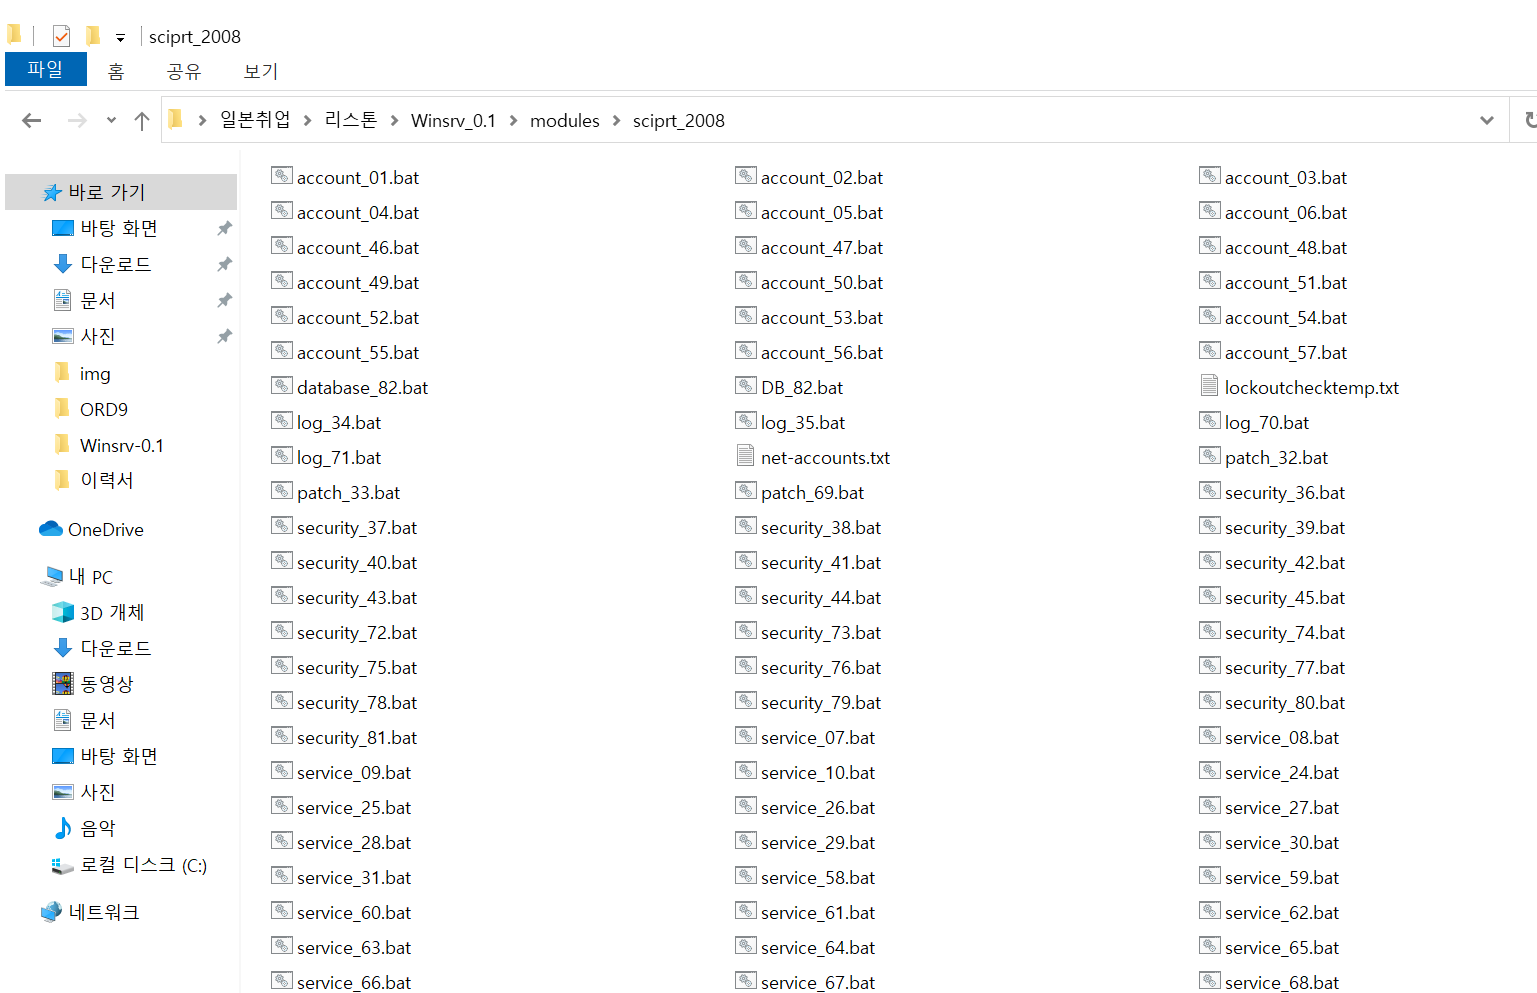 sciprt_2008
파일 홈 공유 보기
일본취업 리스톤 Winsrv_0.1 modules sciprt_2008
바로 가기
바탕 화면
다운로드
문서
사진
img
ORD9
Winsrv-0.1
이력서
OneDrive
내 PC
3D 개체
다운로드
동영상
문서
바탕 화면
사진
음악
로컬 디스크 (C:)
네트워크
account_01.bat account_02.bat account_03.bat
account_04.bat account_05.bat account_06.bat
account_46.bat account_47.bat account_48.bat
account_49.bat account_50.bat account_51.bat
account_52.bat account_53.bat account_54.bat
account_55.bat account_56.bat account_57.bat
database_82.bat DB_82.bat lockoutchecktemp.txt
log_34.bat log_35.bat log_70.bat
log_71.bat net-accounts.txt patch_32.bat
patch_33.bat patch_69.bat security_36.bat
security_37.bat security_38.bat security_39.bat
security_40.bat security_41.bat security_42.bat
security_43.bat security_44.bat security_45.bat
security_72.bat security_73.bat security_74.bat
security_75.bat security_76.bat security_77.bat
security_78.bat security_79.bat security_80.bat
security_81.bat service_07.bat service_08.bat
service_09.bat service_10.bat service_24.bat
service_25.bat service_26.bat service_27.bat
service_28.bat service_29.bat service_30.bat
service_31.bat service_58.bat service_59.bat
service_60.bat service_61.bat service_62.bat
service_63.bat service_64.bat service_65.bat
service_66.bat service_67.bat service_68.bat